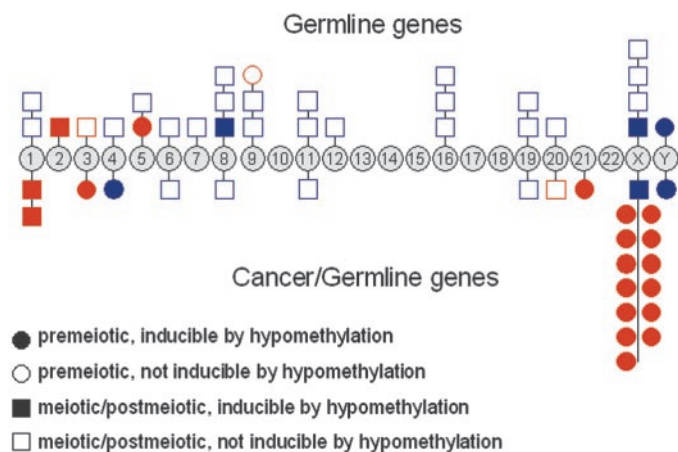 Germline genes
1 2 3 4 5 6 7 8 9 10 11 12 13 14 15 16 17 18 19 20 21 22 X Y
Cancer/Germline genes
premeiotic, inducible by hypomethylation
premeiotic, not inducible by hypomethylation
meiotic/postmeiotic, inducible by hypomethylation
meiotic/postmeiotic, not inducible by hypomethylation